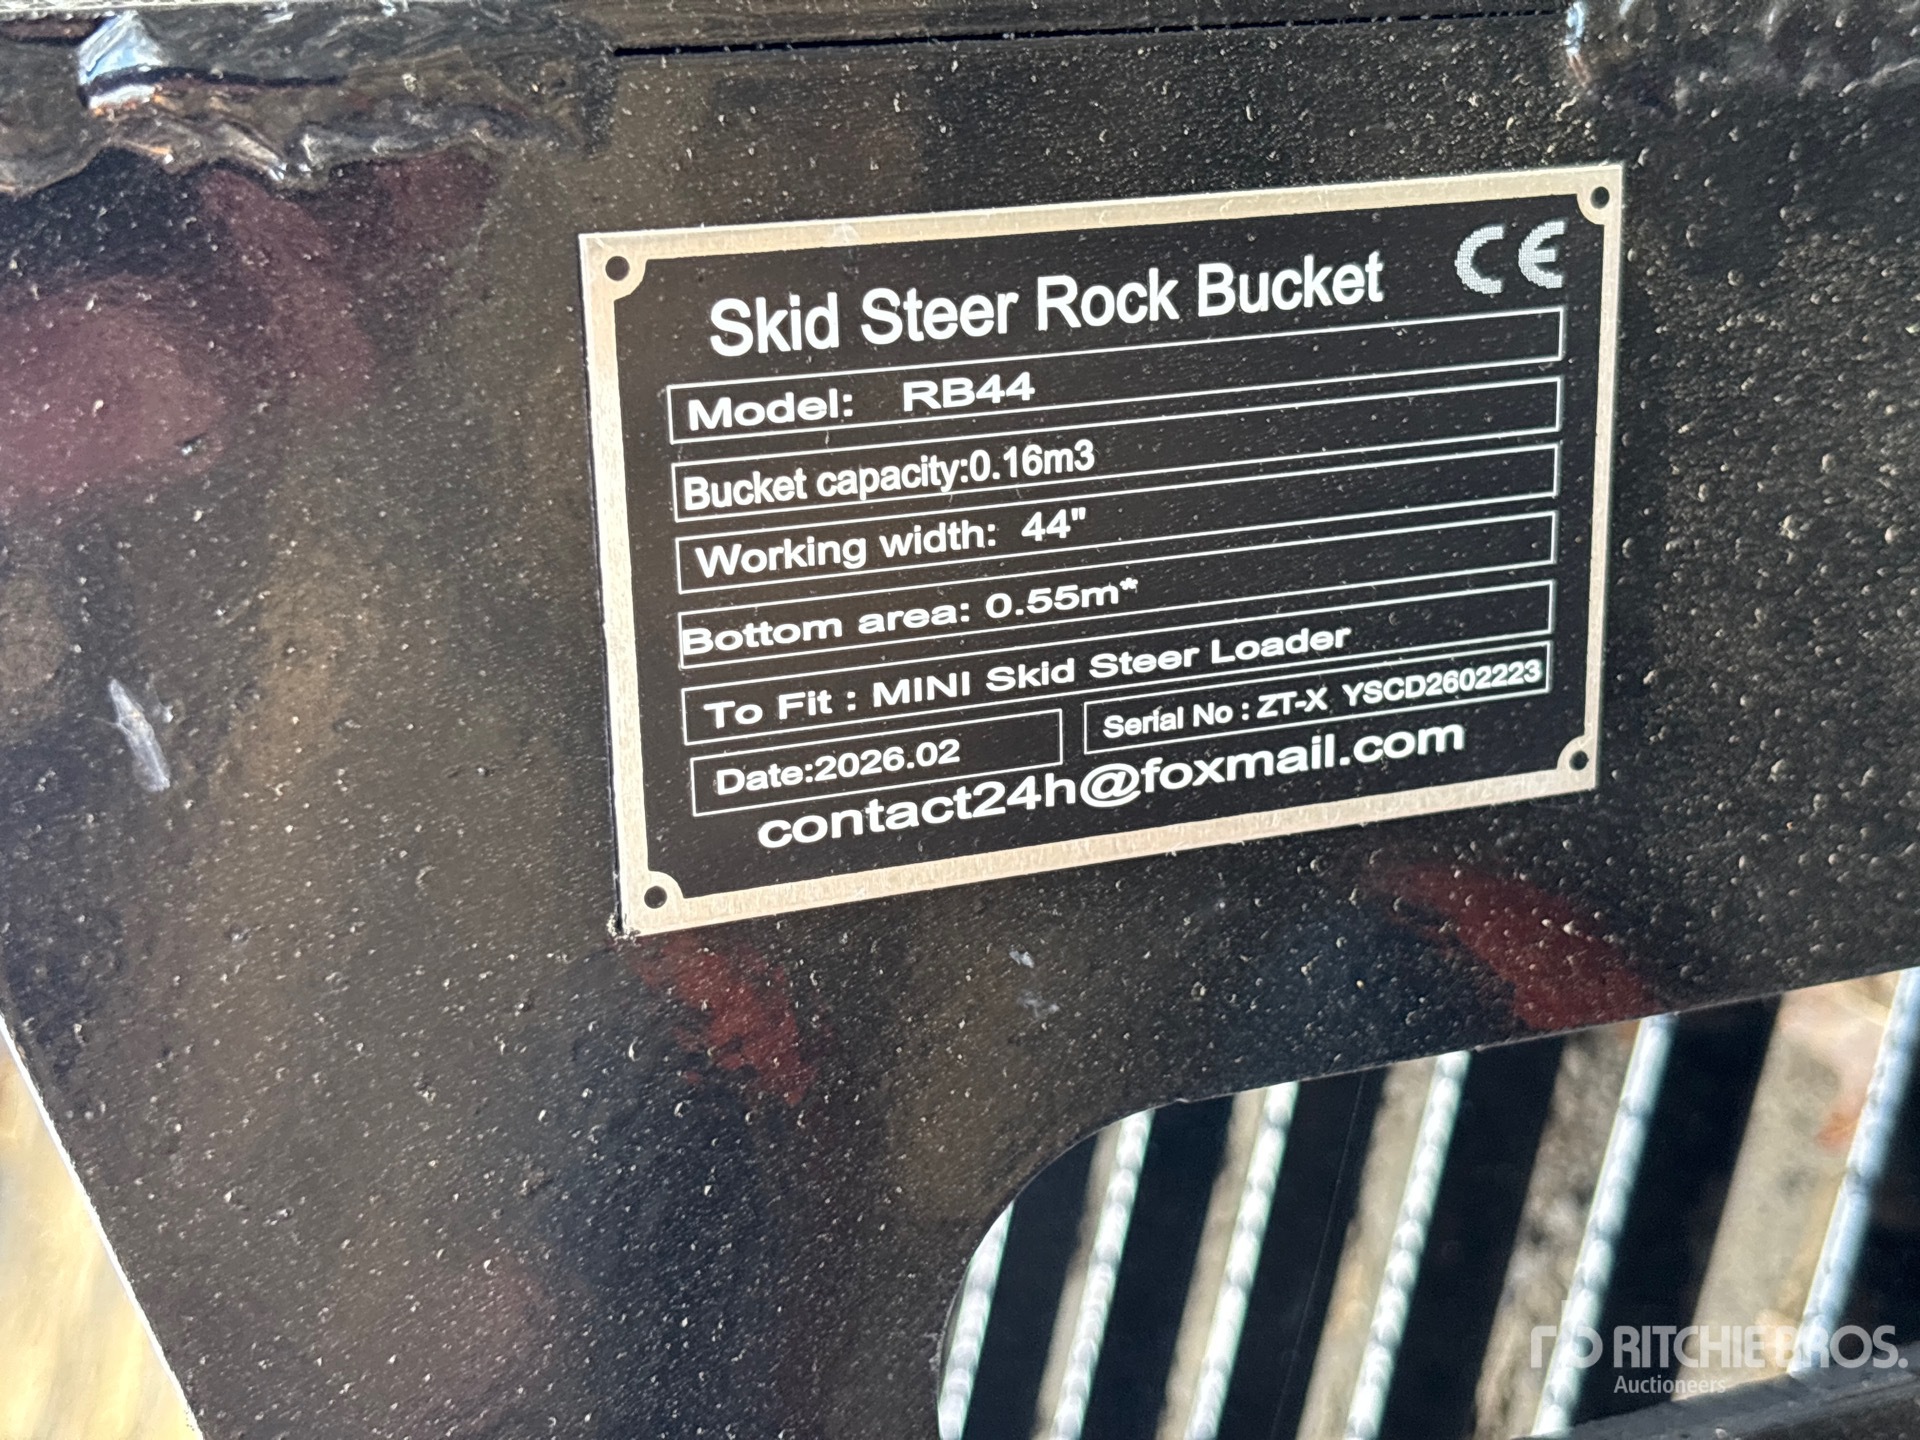 Skid Steer Rock Bucket CE
Model: RB44
Bucket capacity:0.16m3
Working width: 44"
Bottom area: 0.55m*
To Fit : MINI Skid Steer Loader
Date:2026.02 Serial No : ZT-X YSCD2602223
contact24h@foxmail.com
rb RITCHIE BROS.
Auctioneers